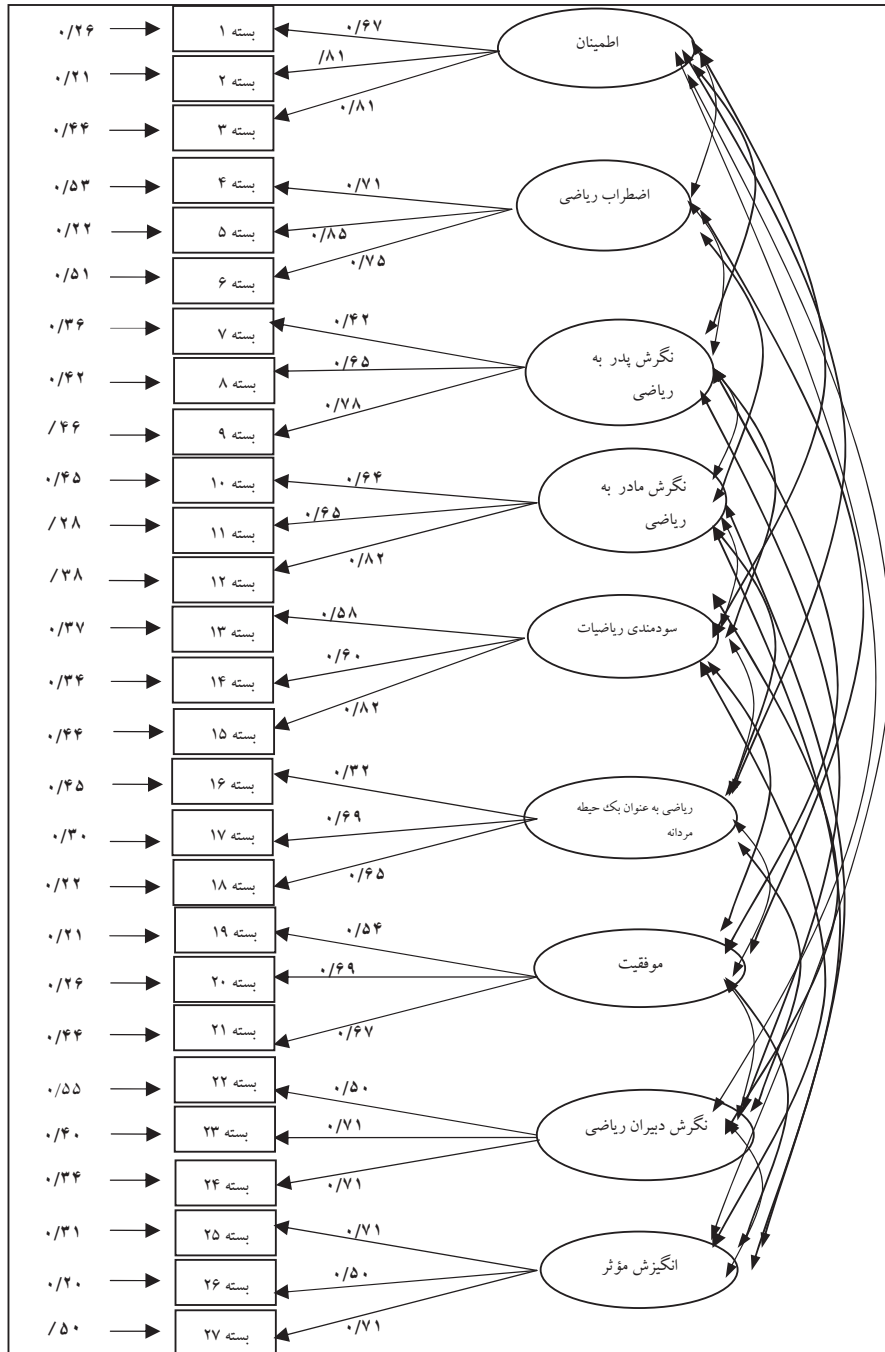 ۰/۲۶ بسته ۱ ۰/۶۷ اطمینان
۰/۲۱ بسته ۲ /۸۱
۰/۴۴ بسته ۳ ۰/۸۱
۰/۵۳ بسته ۴ ۰/۷۱ اضطراب ریاضی
۰/۲۲ بسته ۵ ۰/۸۵
۰/۵۱ بسته ۶ ۰/۷۵
۰/۳۶ بسته ۷ ۰/۴۲ نگرش پدر به
۰/۴۲ بسته ۸ ۰/۶۵ ریاضی
/۴۶ بسته ۹ ۰/۷۸
۰/۴۵ بسته ۱۰ ۰/۶۴ نگرش مادر به
/۲۸ بسته ۱۱ ۰/۶۵ ریاضی
/۳۸ بسته ۱۲ ۰/۸۲
۰/۳۷ بسته ۱۳ ۰/۵۸ سودمندی ریاضیات
۰/۳۴ بسته ۱۴ ۰/۶۰
۰/۴۴ بسته ۱۵ ۰/۸۲
۰/۴۵ بسته ۱۶ ۰/۳۲ ریاضی به عنوان یک حیطه
۰/۳۰ بسته ۱۷ ۰/۶۹ مردانه
۰/۲۲ بسته ۱۸ ۰/۶۵
۰/۲۱ بسته ۱۹ ۰/۵۴ موفقیت
۰/۲۶ بسته ۲۰ ۰/۶۹
۰/۴۴ بسته ۲۱ ۰/۶۷
۰/۵۵ بسته ۲۲ ۰/۵۰ نگرش دبیران ریاضی
۰/۴۰ بسته ۲۳ ۰/۷۱
۰/۳۴ بسته ۲۴ ۰/۷۱
۰/۳۱ بسته ۲۵ ۰/۷۱ انگیزش مؤثر
۰/۲۰ بسته ۲۶ ۰/۵۰
/۵۰ بسته ۲۷ ۰/۷۱